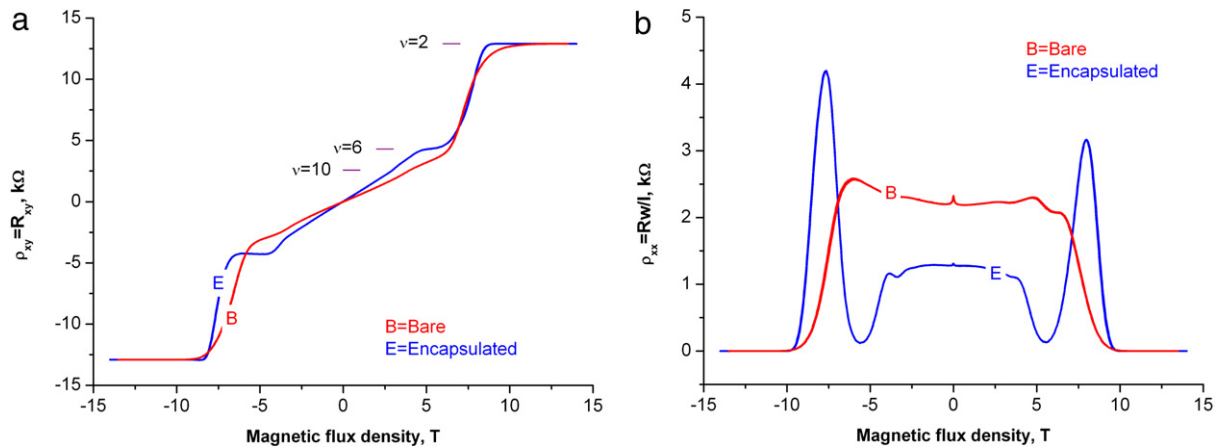 a
15
10
5
0
-5
-10
-15
ρxy=Rxy, kΩ
ν=2
ν=6
ν=10
E
B
B=Bare
E=Encapsulated
-15 -10 -5 0 5 10 15
Magnetic flux density, T
b
5
4
3
2
1
0
ρxx=Rw/l, kΩ
B=Bare
E=Encapsulated
B
E
-15 -10 -5 0 5 10 15
Magnetic flux density, T